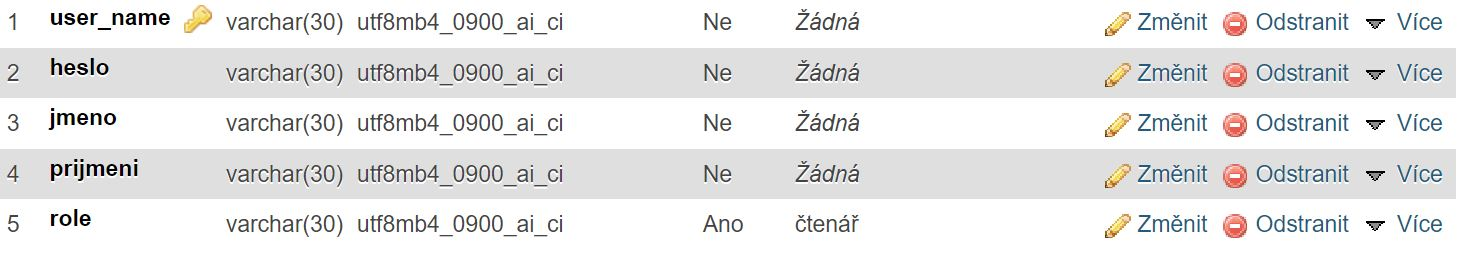 1 user_name varchar(30) utf8mb4_0900_ai_ci Ne Žádná Změnit Odstranit Více
2 heslo varchar(30) utf8mb4_0900_ai_ci Ne Žádná Změnit Odstranit Více
3 jmeno varchar(30) utf8mb4_0900_ai_ci Ne Žádná Změnit Odstranit Více
4 prijmeni varchar(30) utf8mb4_0900_ai_ci Ne Žádná Změnit Odstranit Více
5 role varchar(30) utf8mb4_0900_ai_ci Ano čtenář Změnit Odstranit Více